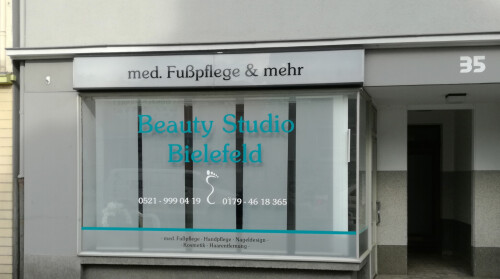 med. Fußpflege & mehr
35
Beauty Studio
Bielefeld
0521 - 999 04 19 0179 - 46 18 365
med. Fußpflege · Handpflege · Nageldesign
Kosmetik · Haarentfernung